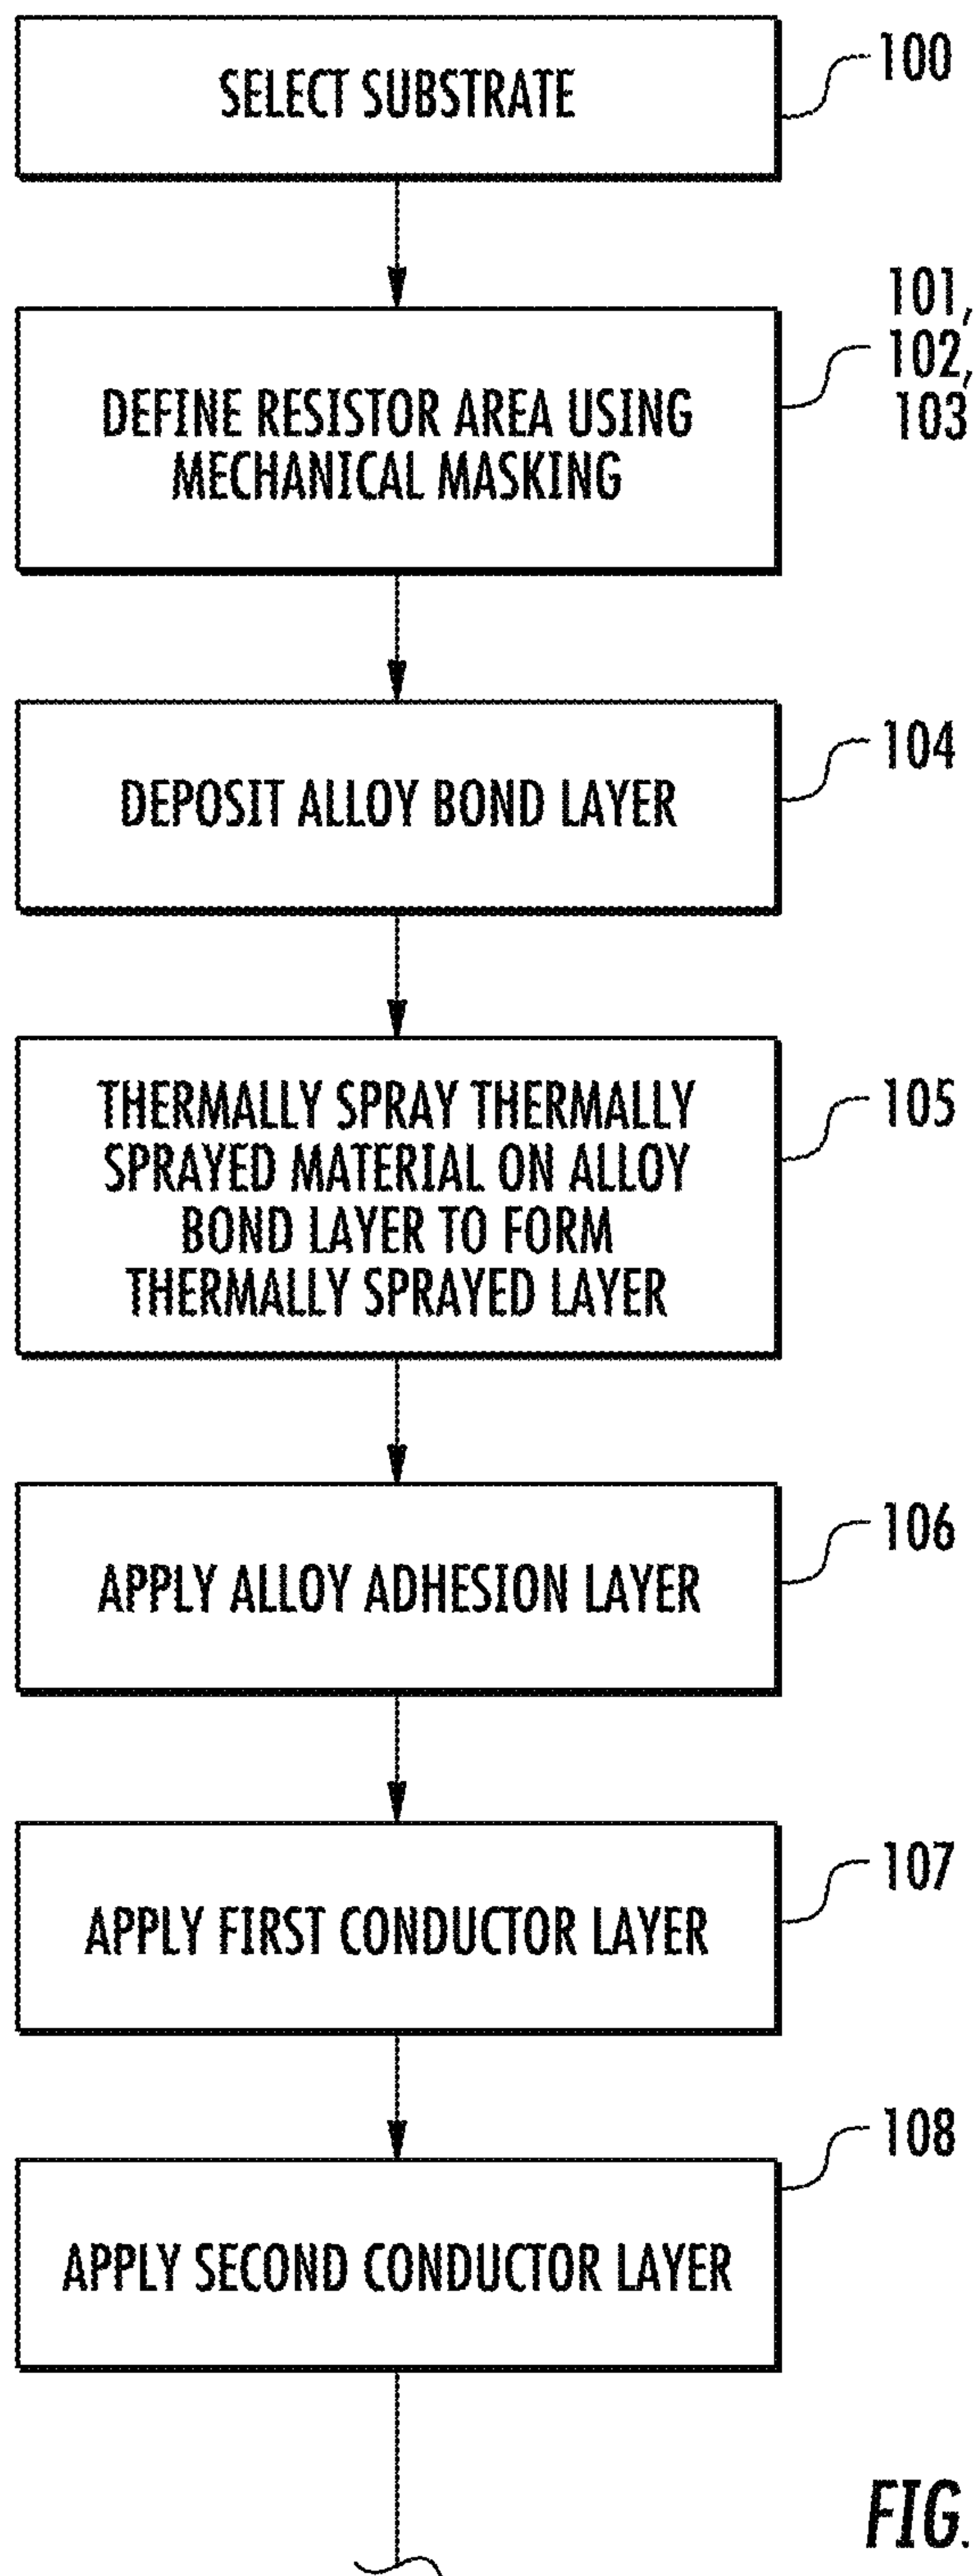 SELECT SUBSTRATE
100
DEFINE RESISTOR AREA USING
MECHANICAL MASKING
101,
102,
103
DEPOSIT ALLOY BOND LAYER
104
THERMALLY SPRAY THERMALLY
SPRAYED MATERIAL ON ALLOY
BOND LAYER TO FORM
THERMALLY SPRAYED LAYER
105
APPLY ALLOY ADHESION LAYER
106
APPLY FIRST CONDUCTOR LAYER
107
APPLY SECOND CONDUCTOR LAYER
108
FIG.